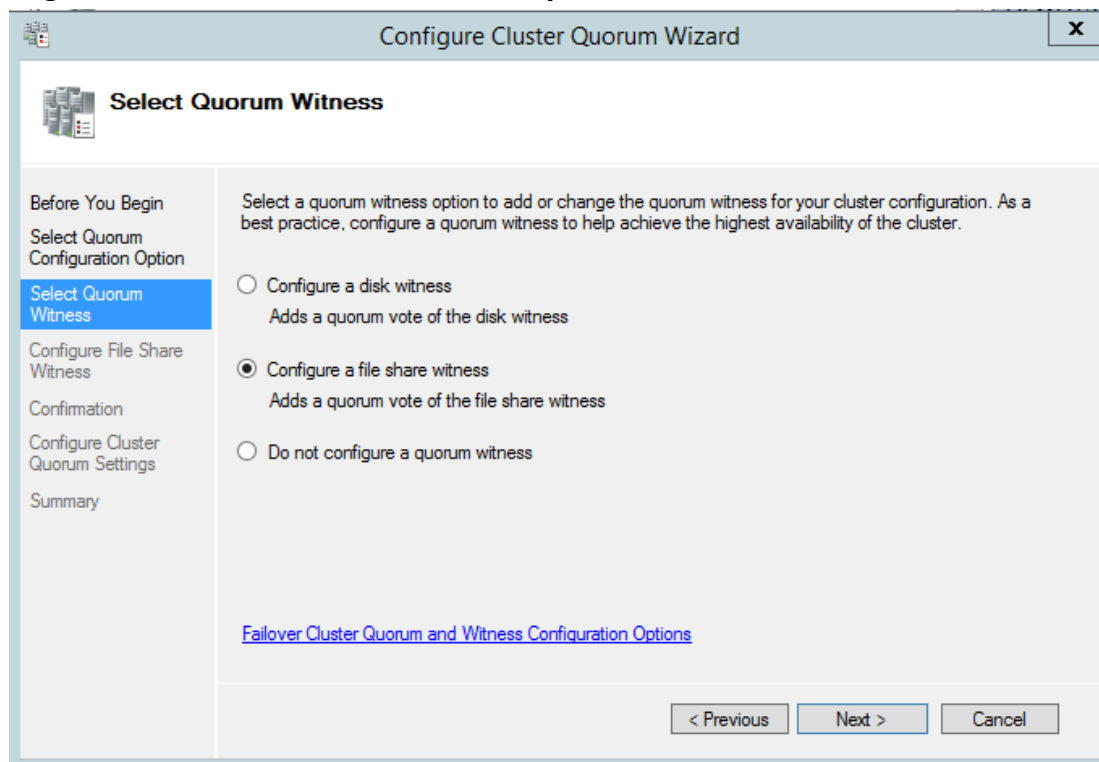 Configure Cluster Quorum Wizard
x
Select Quorum Witness
Before You Begin
Select Quorum
Configuration Option
Select Quorum
Witness
Configure File Share
Witness
Confirmation
Configure Cluster
Quorum Settings
Summary
Select a quorum witness option to add or change the quorum witness for your cluster configuration. As a
best practice, configure a quorum witness to help achieve the highest availability of the cluster.
Configure a disk witness
Adds a quorum vote of the disk witness
Configure a file share witness
Adds a quorum vote of the file share witness
Do not configure a quorum witness
Failover Cluster Quorum and Witness Configuration Options
< Previous
Next >
Cancel